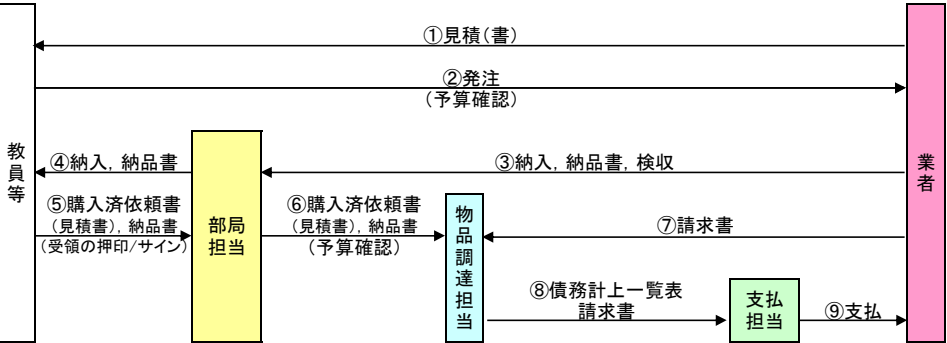 ①見積(書)
②発注
(予算確認)
教員等
④納入，納品書
③納入，納品書，検収
業者
⑤購入済依頼書
(見積書)，納品書
(受領の押印/サイン)
部局
担当
⑥購入済依頼書
(見積書)，納品書
(予算確認)
物品調達担当
⑦請求書
⑧債務計上一覧表
請求書
支払
担当
⑨支払